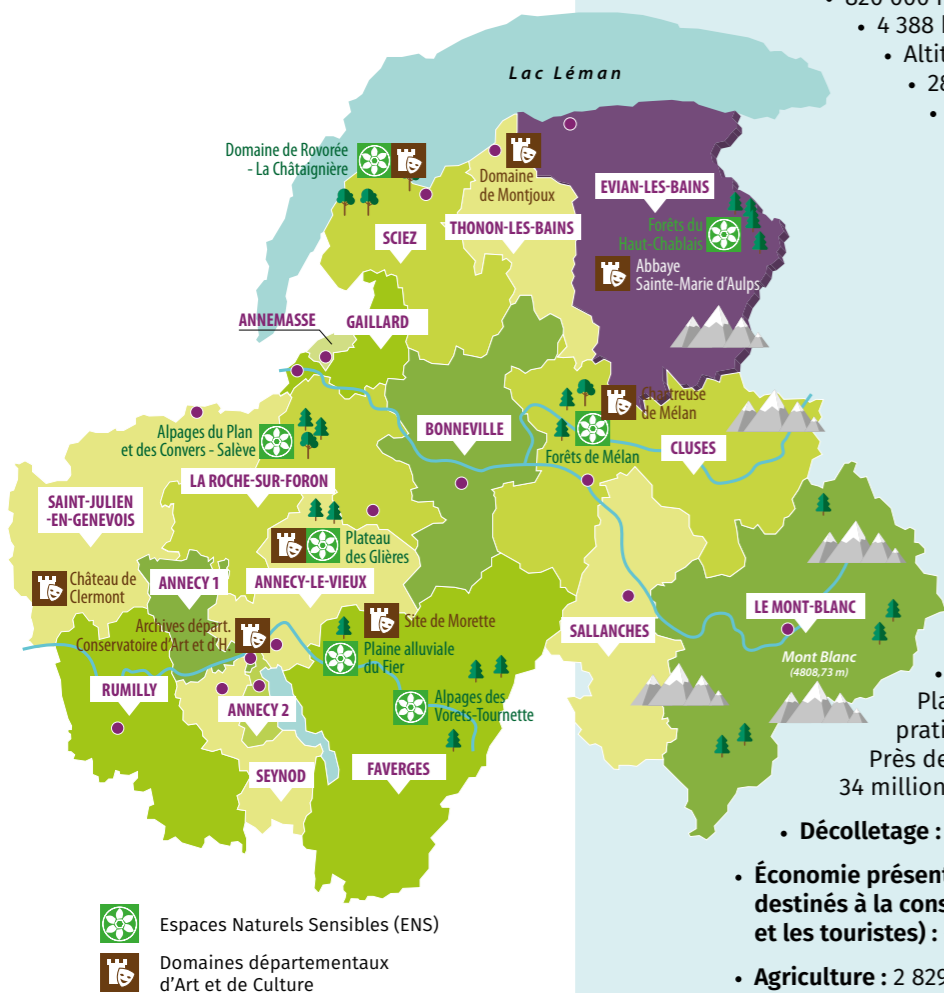 • 4 388
• Altit
• 28
Lac Léman
Domaine de Rovorée
- La Châtaignière
Domaine
de Montjoux
EVIAN-LES-BAINS
Forêts du
Haut-Chablais
SCIEZ
THONON-LES-BAINS
Abbaye
Sainte-Marie d'Aulps
ANNEMASSE
GAILLARD
Chartreuse
de Mélan
Alpages du Plan
et des Convers - Salève
BONNEVILLE
Forêts de Mélan
CLUSES
LA ROCHE-SUR-FORON
SAINT-JULIEN
-EN-GENEVOIS
Plateau
des Glières
Château de
Clermont
ANNECY 1
ANNECY-LE-VIEUX
Archives départ.
Conservatoire d'Art et d'H.
Site de Morette
Plaine alluviale
du Fier
SALLANCHES
LE MONT-BLANC
Mont Blanc
(4808,73 m)
RUMILLY
ANNECY 2
Alpages des
Vorets-Tournette
SEYNOD
FAVERGES
Pla
prati
Près de
34 million
• Décolletage :
• Économie présent
destinés à la cons
et les touristes) :
• Agriculture : 2 829
Espaces Naturels Sensibles (ENS)
Domaines départementaux
d'Art et de Culture